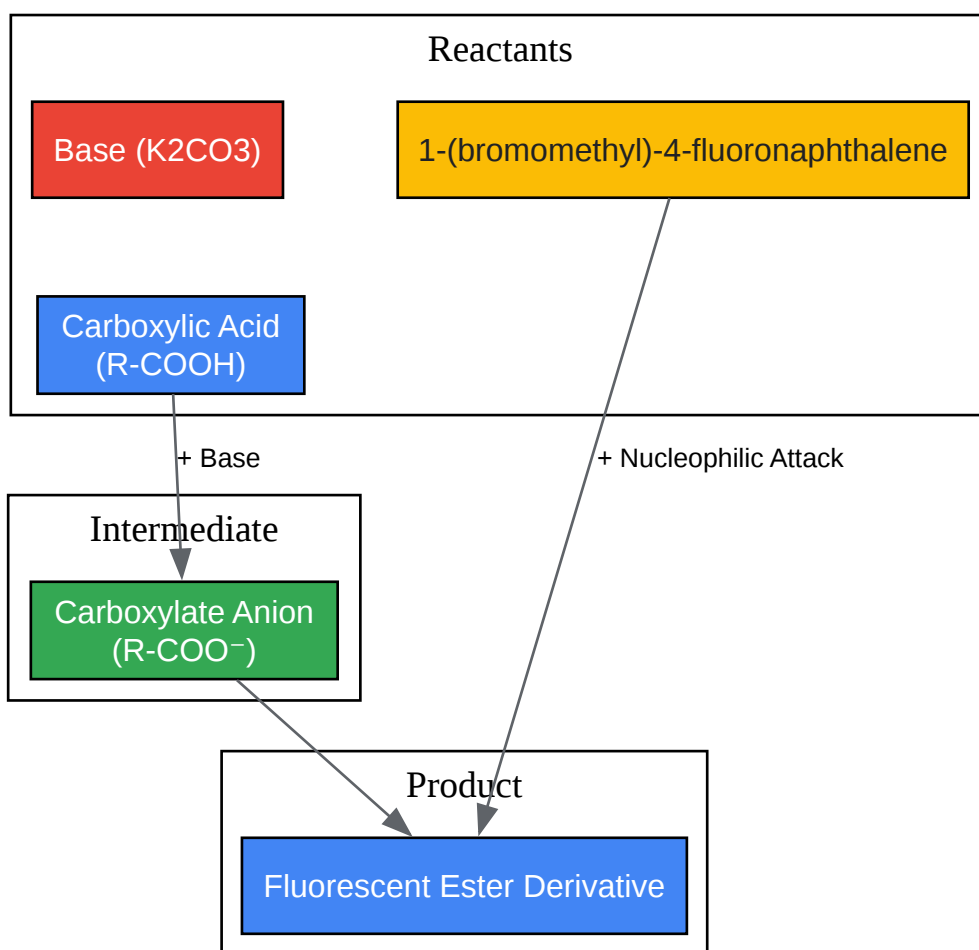 Reactants
Base (K2CO3)
1-(bromomethyl)-4-fluoronaphthalene
Carboxylic Acid
(R-COOH)
+ Base
+ Nucleophilic Attack
Intermediate
Carboxylate Anion
(R-COO⁻)
Product
Fluorescent Ester Derivative